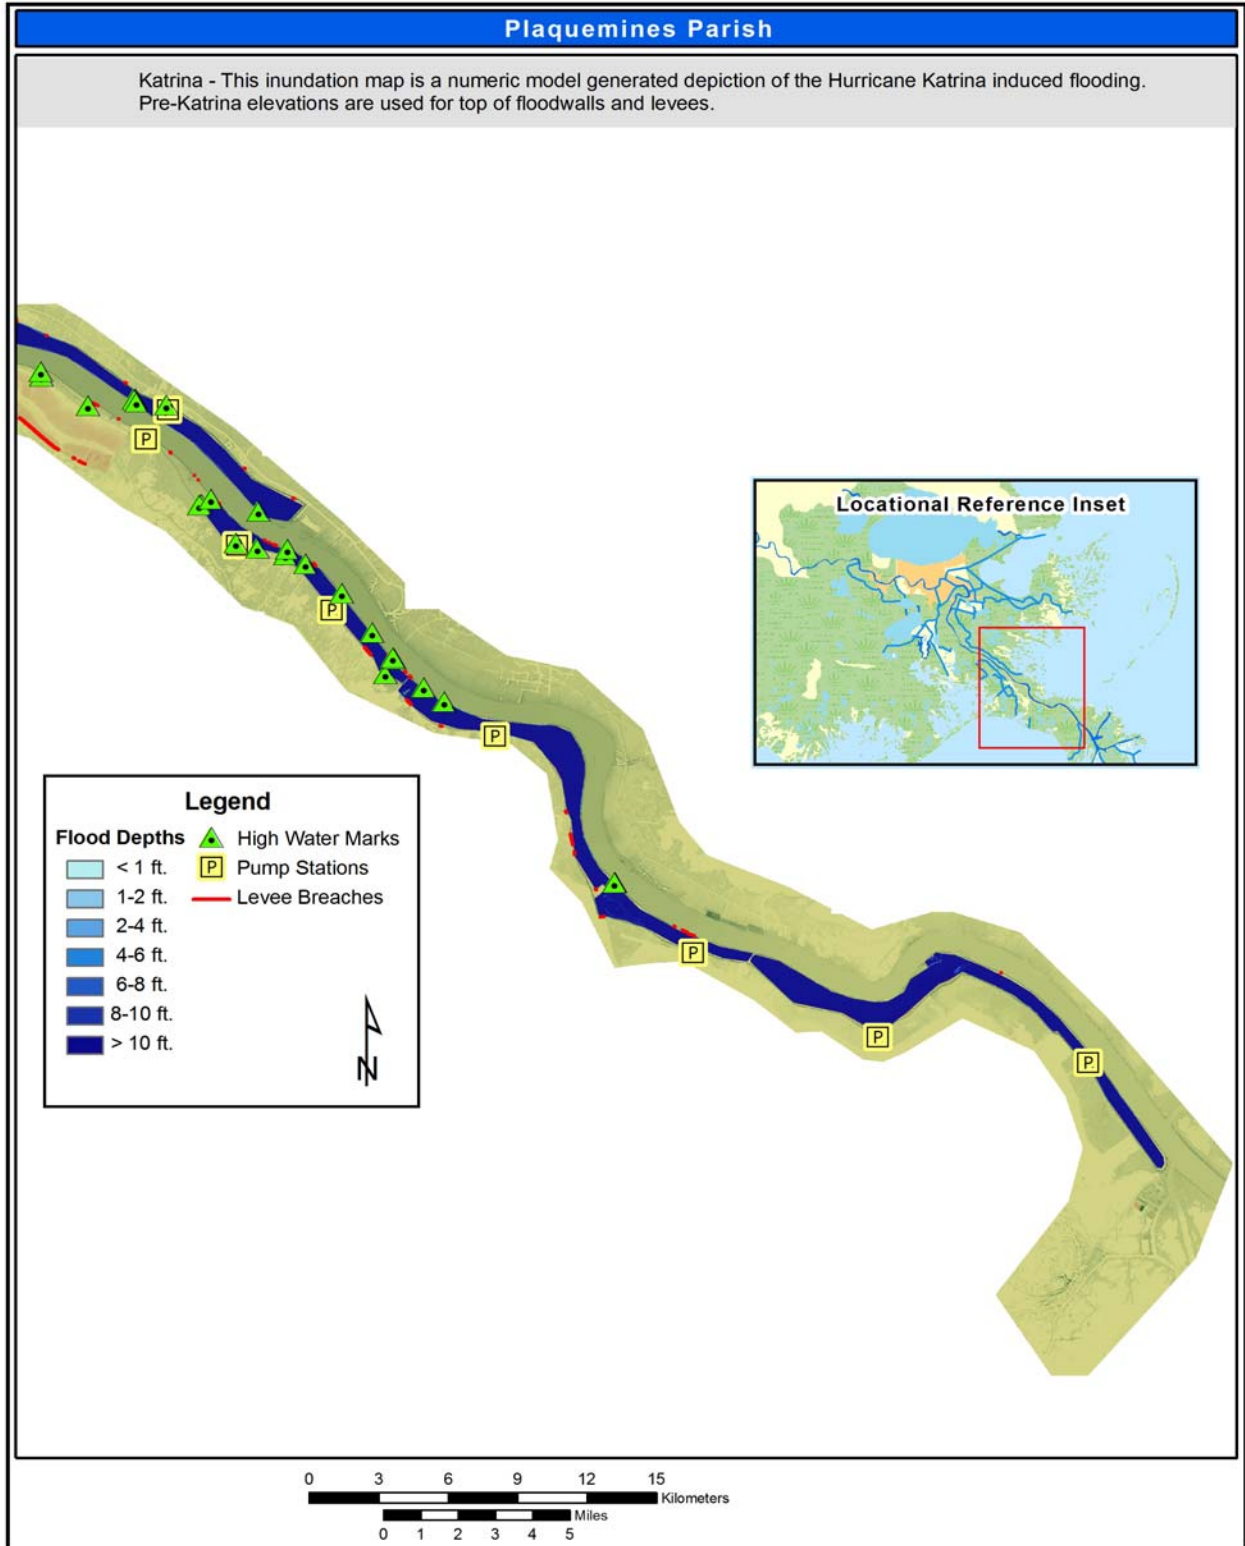 Plaquemines Parish
Katrina - This inundation map is a numeric model generated depiction of the Hurricane Katrina induced flooding.
Pre-Katrina elevations are used for top of floodwalls and levees.
P
P
Locational Reference Inset
P
P
Legend
Flood Depths
High Water Marks
< 1 ft.
P Pump Stations
1-2 ft.
Levee Breaches
2-4 ft.
4-6 ft.
6-8 ft.
8-10 ft.
> 10 ft.
N
P
P
P
0 3 6 9 12 15
Kilometers
Miles
0 1 2 3 4 5